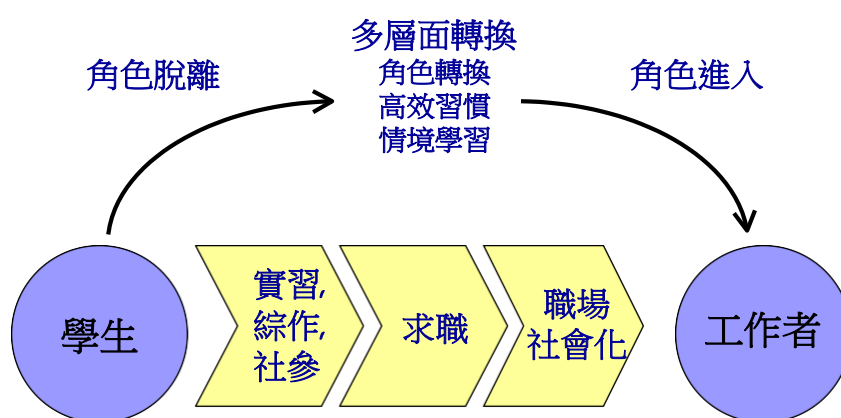 多層面轉換
角色脫離
角色轉換
角色進入
高效習慣
情境學習
學生
實習,
綜作,
社參
求職
職場
社會化
工作者